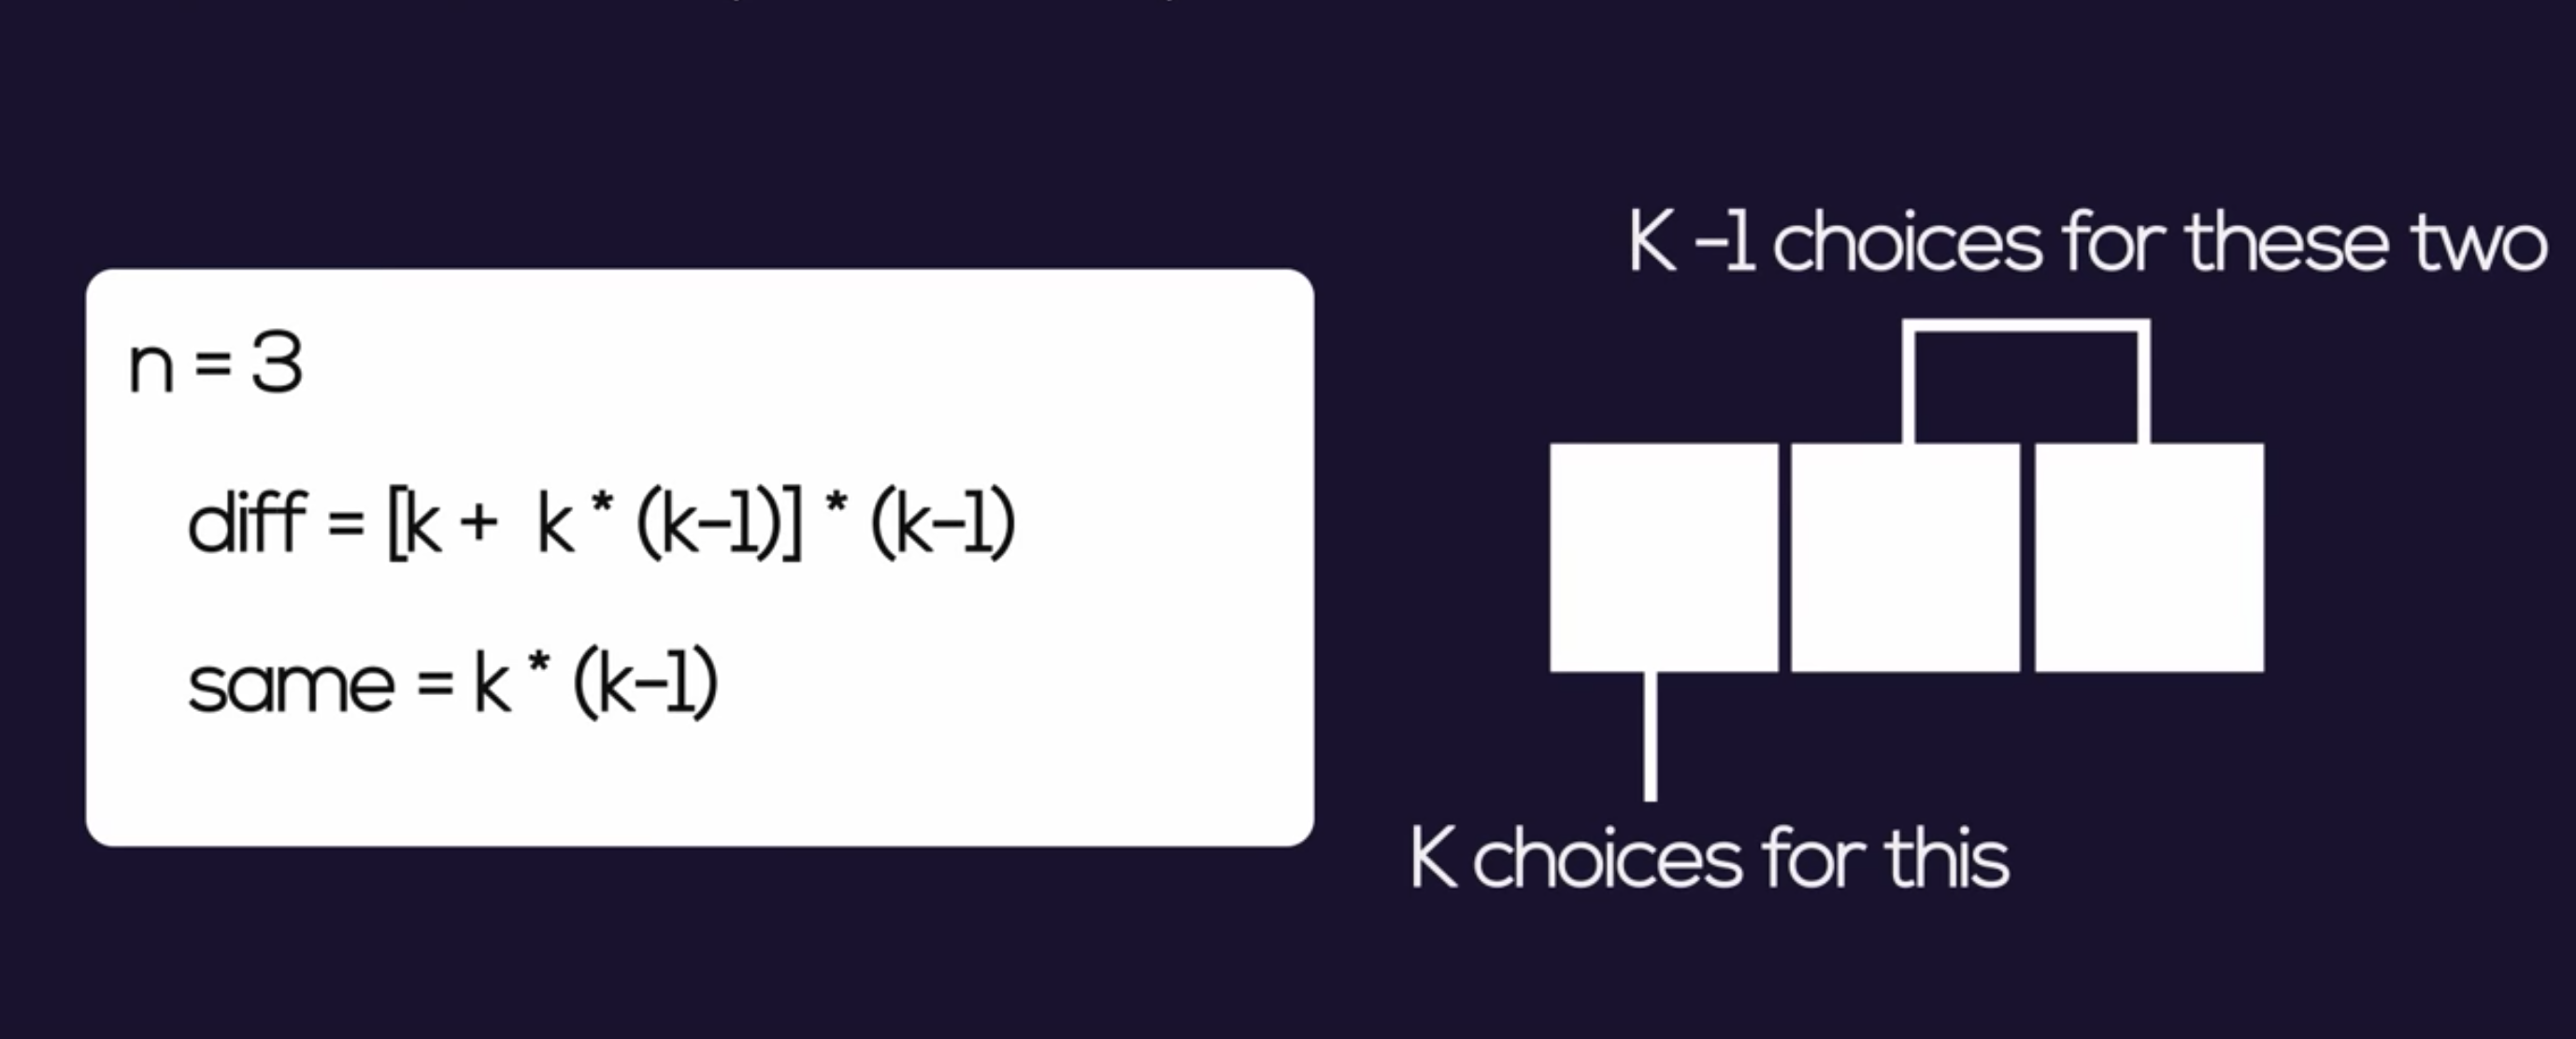 n = 3
diff = [k + k * (k-1)] * (k-1)
same = k * (k-1)
K -1 choices for these two
K choices for this